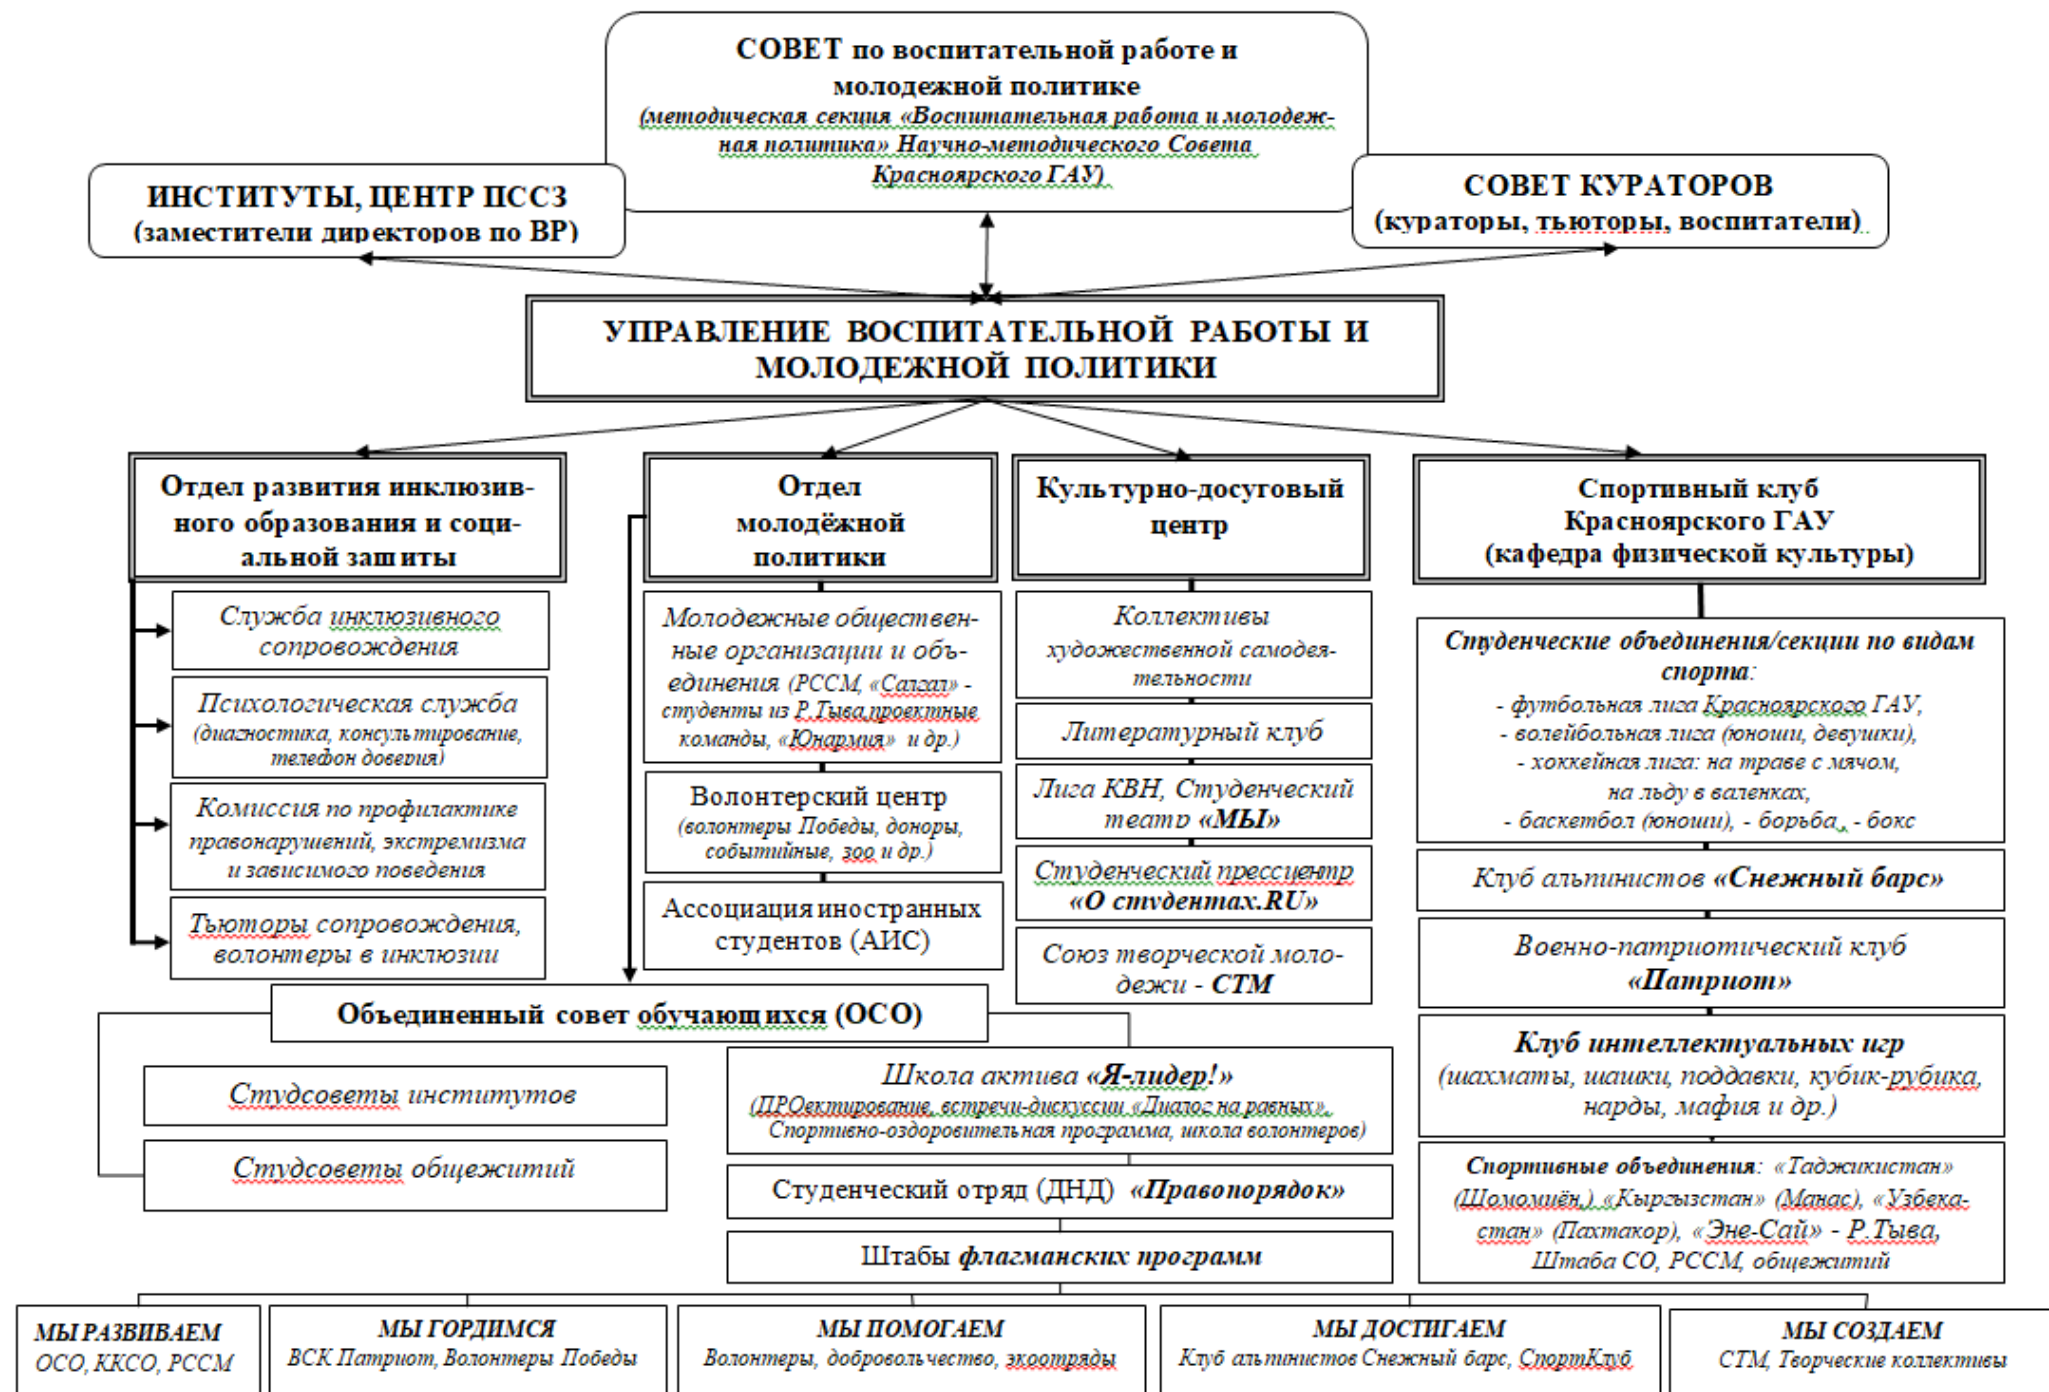 СОВЕТ по воспитательной работе и
молодежной политике
(методическая секция «Воспитательная работа и молодеж-
ная политика» Научно-методического Совета
Красноярского ГАУ)
ИНСТИТУТЫ, ЦЕНТР ПССЗ
(заместители директоров по ВР)
СОВЕТ КУРАТОРОВ
(кураторы, тьюторы, воспитатели)
УПРАВЛЕНИЕ ВОСПИТАТЕЛЬНОЙ РАБОТЫ И
МОЛОДЕЖНОЙ ПОЛИТИКИ
Отдел развития инклюзив-
ного образования и соци-
альной защиты
Служба инклюзивного
сопровождения
Психологическая служба
(диагностика, консультирование,
телефон доверия)
Комиссия по профилактике
правонарушений, экстремизма
и зависимого поведения
Тьюторы сопровождения,
волонтеры в инклюзии
Отдел
молодёжной
политики
Молодежные обществен-
ные организации и объ-
единения (РССМ, «Салгал» -
студенты из Р.Тыва,проектные
команды, «Юнармия» и др.)
Волонтерский центр
(волонтеры Победы, доноры,
событийные, зоо и др.)
Ассоциация иностранных
студентов (АИС)
Культурно-досуговый
центр
Коллективы
художественной самодея-
тельности
Литературный клуб
Лига КВН, Студенческий
театр «МЫ»
Студенческий прессцентр
«О студентах.RU»
Союз творческой моло-
дежи - СТМ
Спортивный клуб
Красноярского ГАУ
(кафедра физической культуры)
Студенческие объединения/секции по видам
спорта:
- футбольная лига Красноярского ГАУ,
- волейбольная лига (юноши, девушки),
- хоккейная лига: на траве с мячом,
на льду в валенках,
- баскетбол (юноши), - борьба, - бокс
Клуб альпинистов «Снежный барс»
Военно-патриотический клуб
«Патриот»
Клуб интеллектуальных игр
(шахматы, шашки, поддавки, кубик-рубика,
нарды, мафия и др.)
Спортивные объединения: «Таджикистан»
(Шомомиён,) «Кыргызстан» (Манас), «Узбека-
стан» (Пахтакор), «Эне-Сай» - Р.Тыва,
Штаба СО, РССМ, общежитий
Объединенный совет обучающихся (ОСО)
Студсоветы институтов
Студсоветы общежитий
Школа актива «Я-лидер!»
(ПРОектирование, встречи-дискуссии «Диалог на равных»,
Спортивно-оздоровительная программа, школа волонтеров)
Студенческий отряд (ДНД) «Правопорядок»
Штабы флагманских программ
МЫ РАЗВИВАЕМ
ОСО, ККСО, РССМ
МЫ ГОРДИМСЯ
ВСК Патриот, Волонтеры Победы
МЫ ПОМОГАЕМ
Волонтеры, добровольчество, экоотряды
МЫ ДОСТИГАЕМ
Клуб альпинистов Снежный барс, СпортКлуб
МЫ СОЗДАЕМ
СТМ, Творческие коллективы